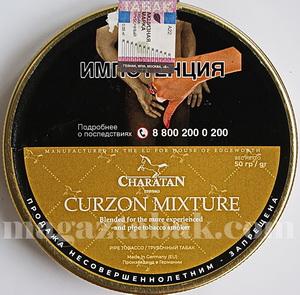 ТАБАК
ИМПОТЕНЦИЯ
Подробнее
о последствиях
8 800 200 0 200
MANUFACTURED IN THE EU FOR HOUSE OF EDGEWORTH
50 гр/ gr
CHARATAN
CURZON MIXTURE
Blended for the more experienced
and pipe tobacco smoker
PIPE TOBACCO / ТРУБОЧНЫЙ ТАБАК
Made in Germany (EU)
Произведено в Германии
ПРОДАЖА НЕСОВЕРШЕННОЛЕТНИМ - ЗАПРЕЩЕНА